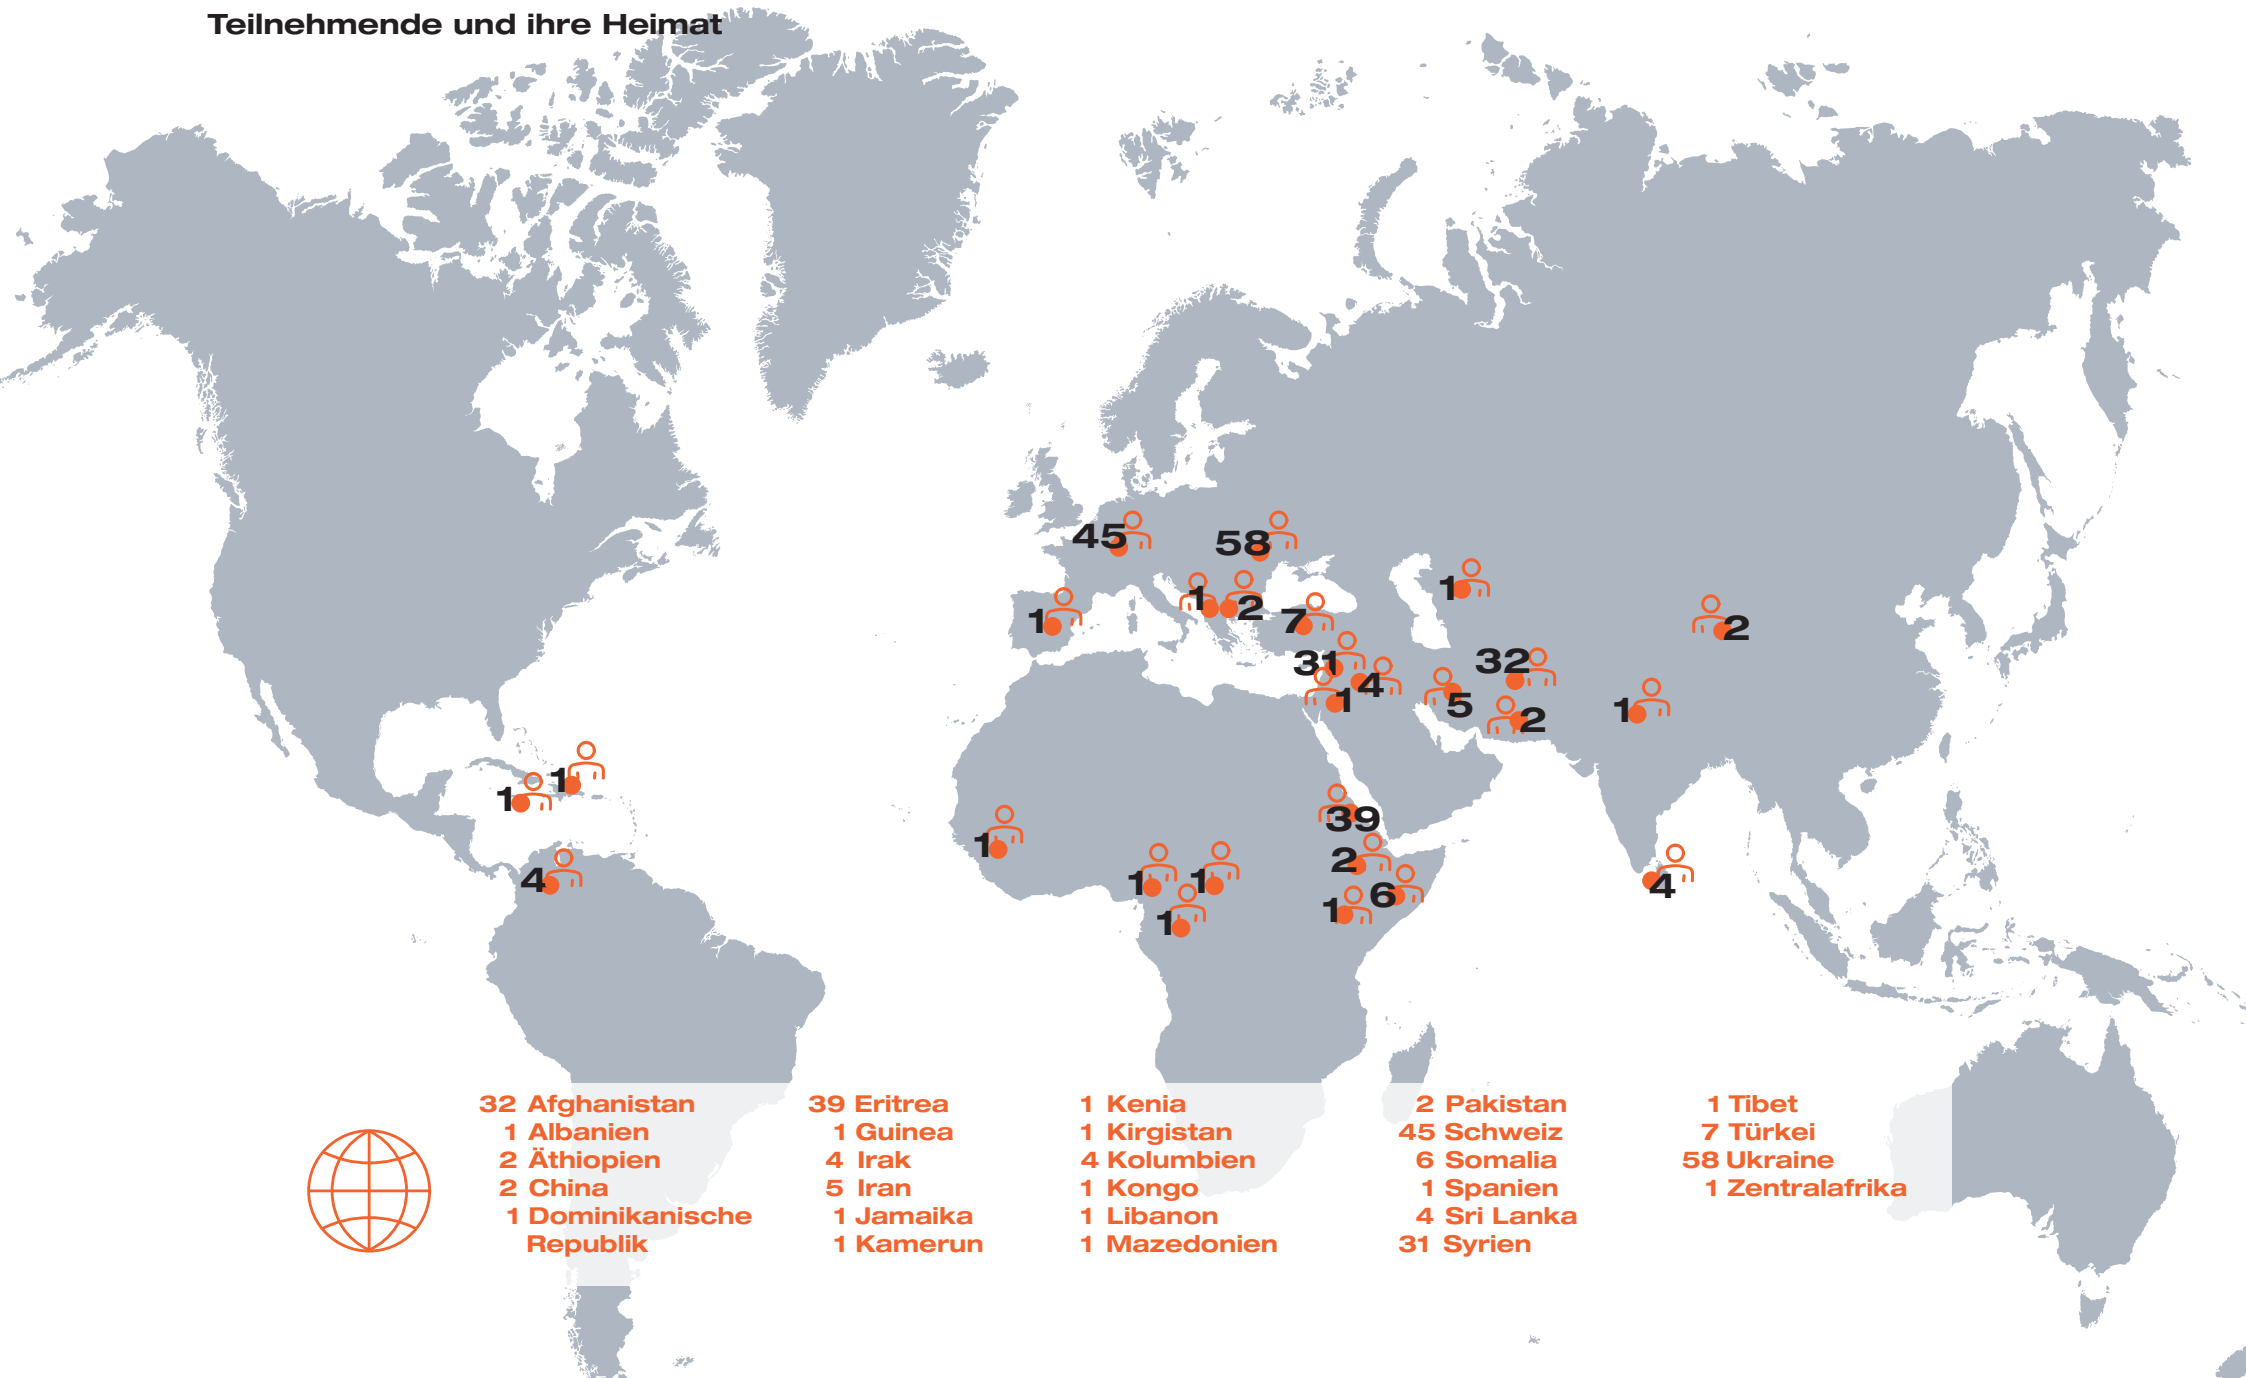 Teilnehmende und ihre Heimat
45
58
1
1
1
2
7
2
31
32
4
1
5
2
1
1
1
39
1
2
4
4
1
1
6
1
1
32 Afghanistan
1 Albanien
2 Äthiopien
2 China
1 Dominikanische
Republik
39 Eritrea
1 Guinea
4 Irak
5 Iran
1 Jamaika
1 Kamerun
1 Kenia
1 Kirgistan
4 Kolumbien
1 Kongo
1 Libanon
1 Mazedonien
2 Pakistan
45 Schweiz
6 Somalia
1 Spanien
4 Sri Lanka
31 Syrien
1 Tibet
7 Türkei
58 Ukraine
1 Zentralafrika